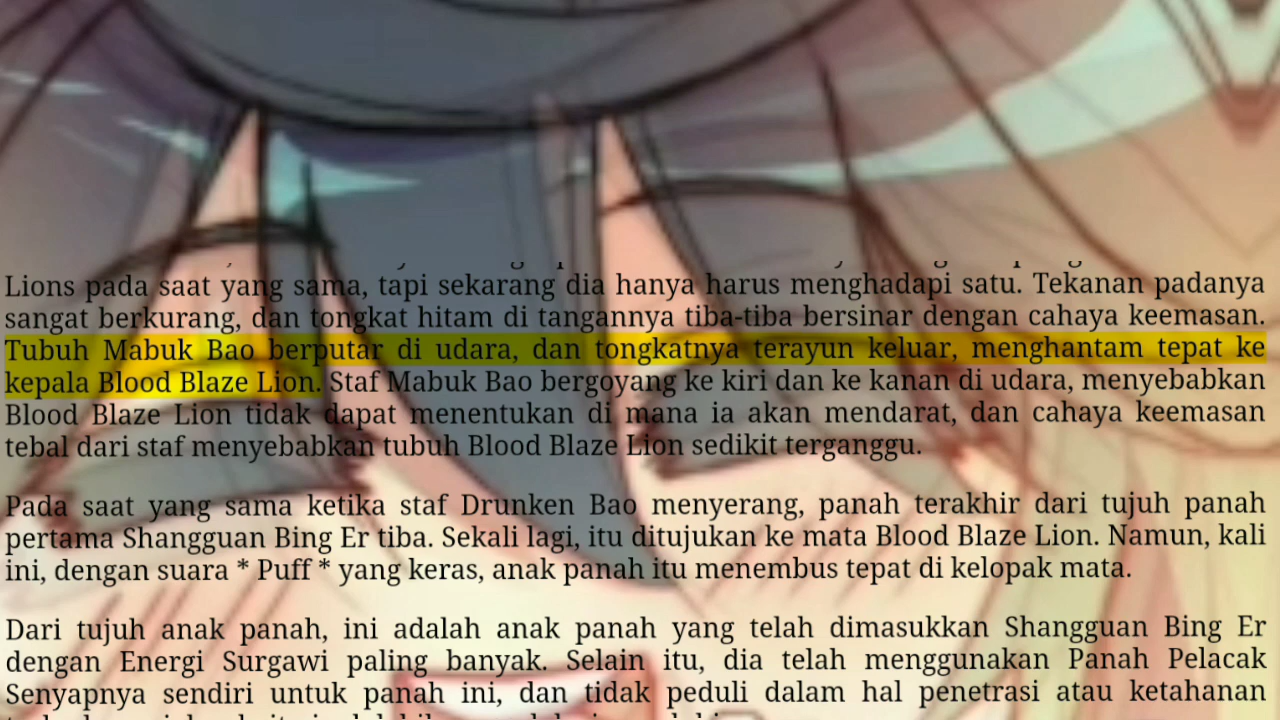 Lions pada saat yang sama, tapi sekarang dia hanya harus menghadapi satu. Tekanan padanya
sangat berkurang, dan tongkat hitam di tangannya tiba-tiba bersinar dengan cahaya keemasan.
Tubuh Mabuk Bao berputar di udara, dan tongkatnya terayun keluar, menghantam tepat ke
kepala Blood Blaze Lion. Staf Mabuk Bao bergoyang ke kiri dan ke kanan di udara, menyebabkan
Blood Blaze Lion tidak dapat menentukan di mana ia akan mendarat, dan cahaya keemasan
tebal dari staf menyebabkan tubuh Blood Blaze Lion sedikit terganggu.
Pada saat yang sama ketika staf Drunken Bao menyerang, panah terakhir dari tujuh panah
pertama Shangguan Bing Er tiba. Sekali lagi, itu ditujukan ke mata Blood Blaze Lion. Namun, kali
ini, dengan suara * Puff * yang keras, anak panah itu menembus tepat di kelopak mata.
Dari tujuh anak panah, ini adalah anak panah yang telah dimasukkan Shangguan Bing Er
dengan Energi Surgawi paling banyak. Selain itu, dia telah menggunakan Panah Pelacak
Senyapnya sendiri untuk panah ini, dan tidak peduli dalam hal penetrasi atau ketahanan